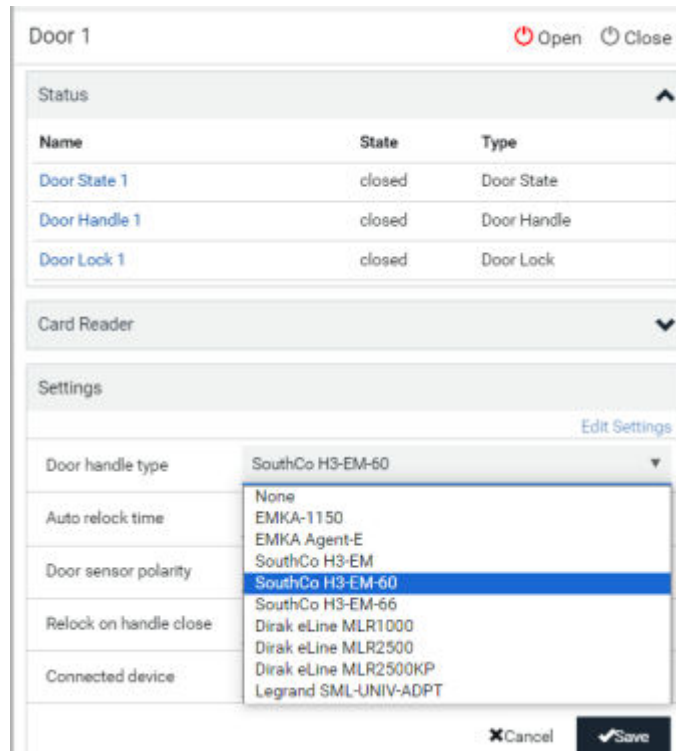 Door 1 Open Close
Status
Name State Type
Door State 1 closed Door State
Door Handle 1 closed Door Handle
Door Lock 1 closed Door Lock
Card Reader
Settings
Edit Settings
Door handle type SouthCo H3-EM-60
None
Auto relock time EMKA-1150
EMKA Agent-E
Door sensor polarity SouthCo H3-EM
SouthCo H3-EM-60
SouthCo H3-EM-66
Relock on handle close Dirak eLine MLR1000
Dirak eLine MLR2500
Connected device Dirak eLine MLR2500KP
Legrand SML-UNIV-ADPT
Cancel Save